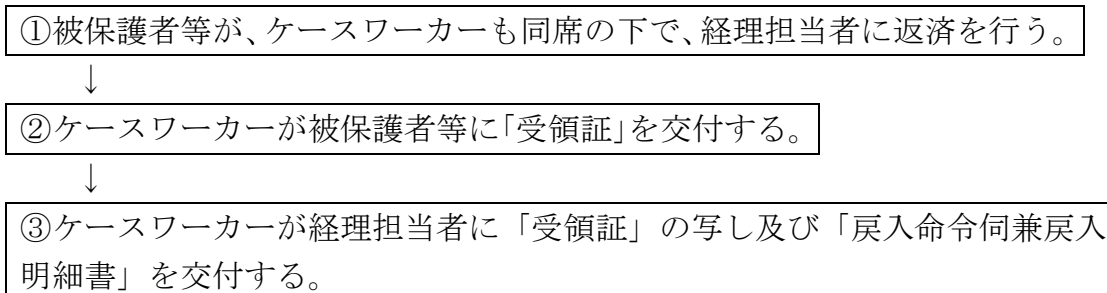 ①被保護者等が、ケースワーカーも同席の下で、経理担当者に返済を行う。
↓
②ケースワーカーが被保護者等に「受領証」を交付する。
↓
③ケースワーカーが経理担当者に「受領証」の写し及び「戻入命令伺兼戻入
明細書」を交付する。